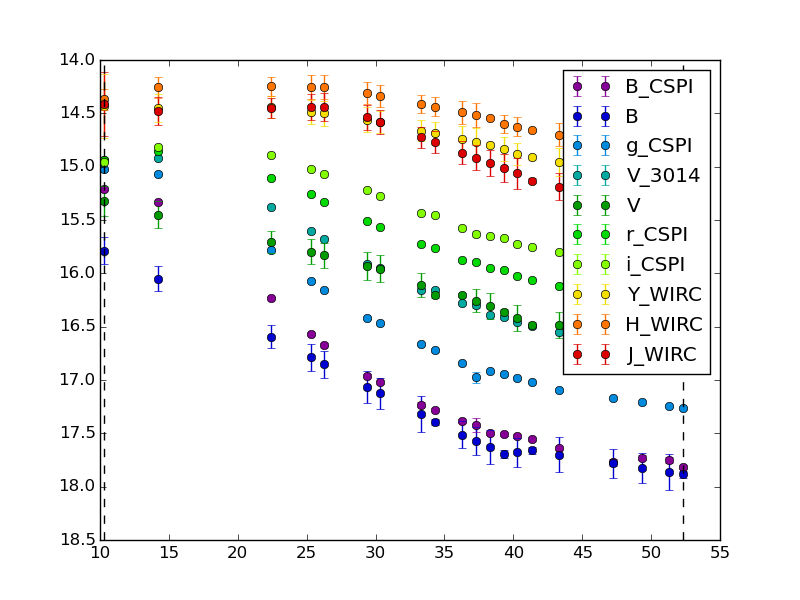 14.0
14.5
15.0
15.5
16.0
16.5
17.0
17.5
18.0
18.5
10
15
20
25
30
35
40
45
50
55
B_CSPI
B
g_CSPI
V_3014
V
r_CSPI
i_CSPI
Y_WIRC
H_WIRC
J_WIRC